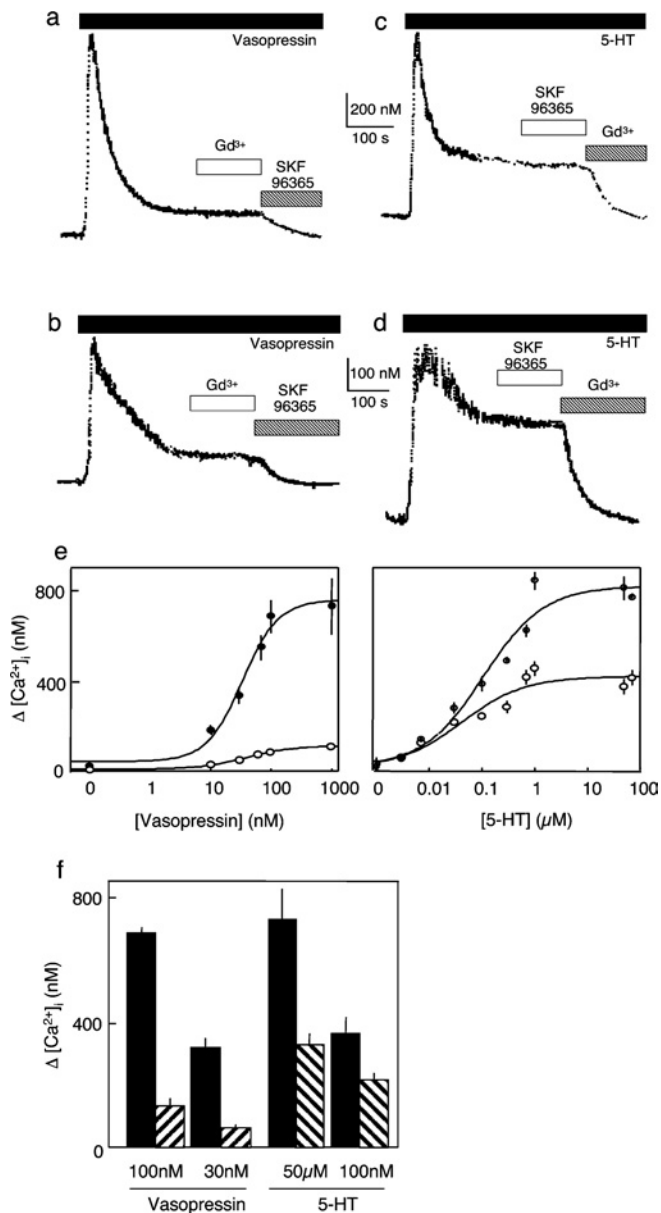 a
Vasopressin
Gd³⁺
SKF
96365
c
5-HT
200 nM
100 s
SKF
96365
Gd³⁺
b
Vasopressin
Gd³⁺
SKF
96365
d
5-HT
100 nM
100 s
SKF
96365
Gd³⁺
e
Δ [Ca²⁺]ᵢ (nM)
800
400
0
0 1 10 100 1000
[Vasopressin] (nM)
0 0.01 0.1 1 10 100
[5-HT] (µM)
f
Δ [Ca²⁺]ᵢ (nM)
800
400
0
100nM 30nM 50µM 100nM
Vasopressin 5-HT